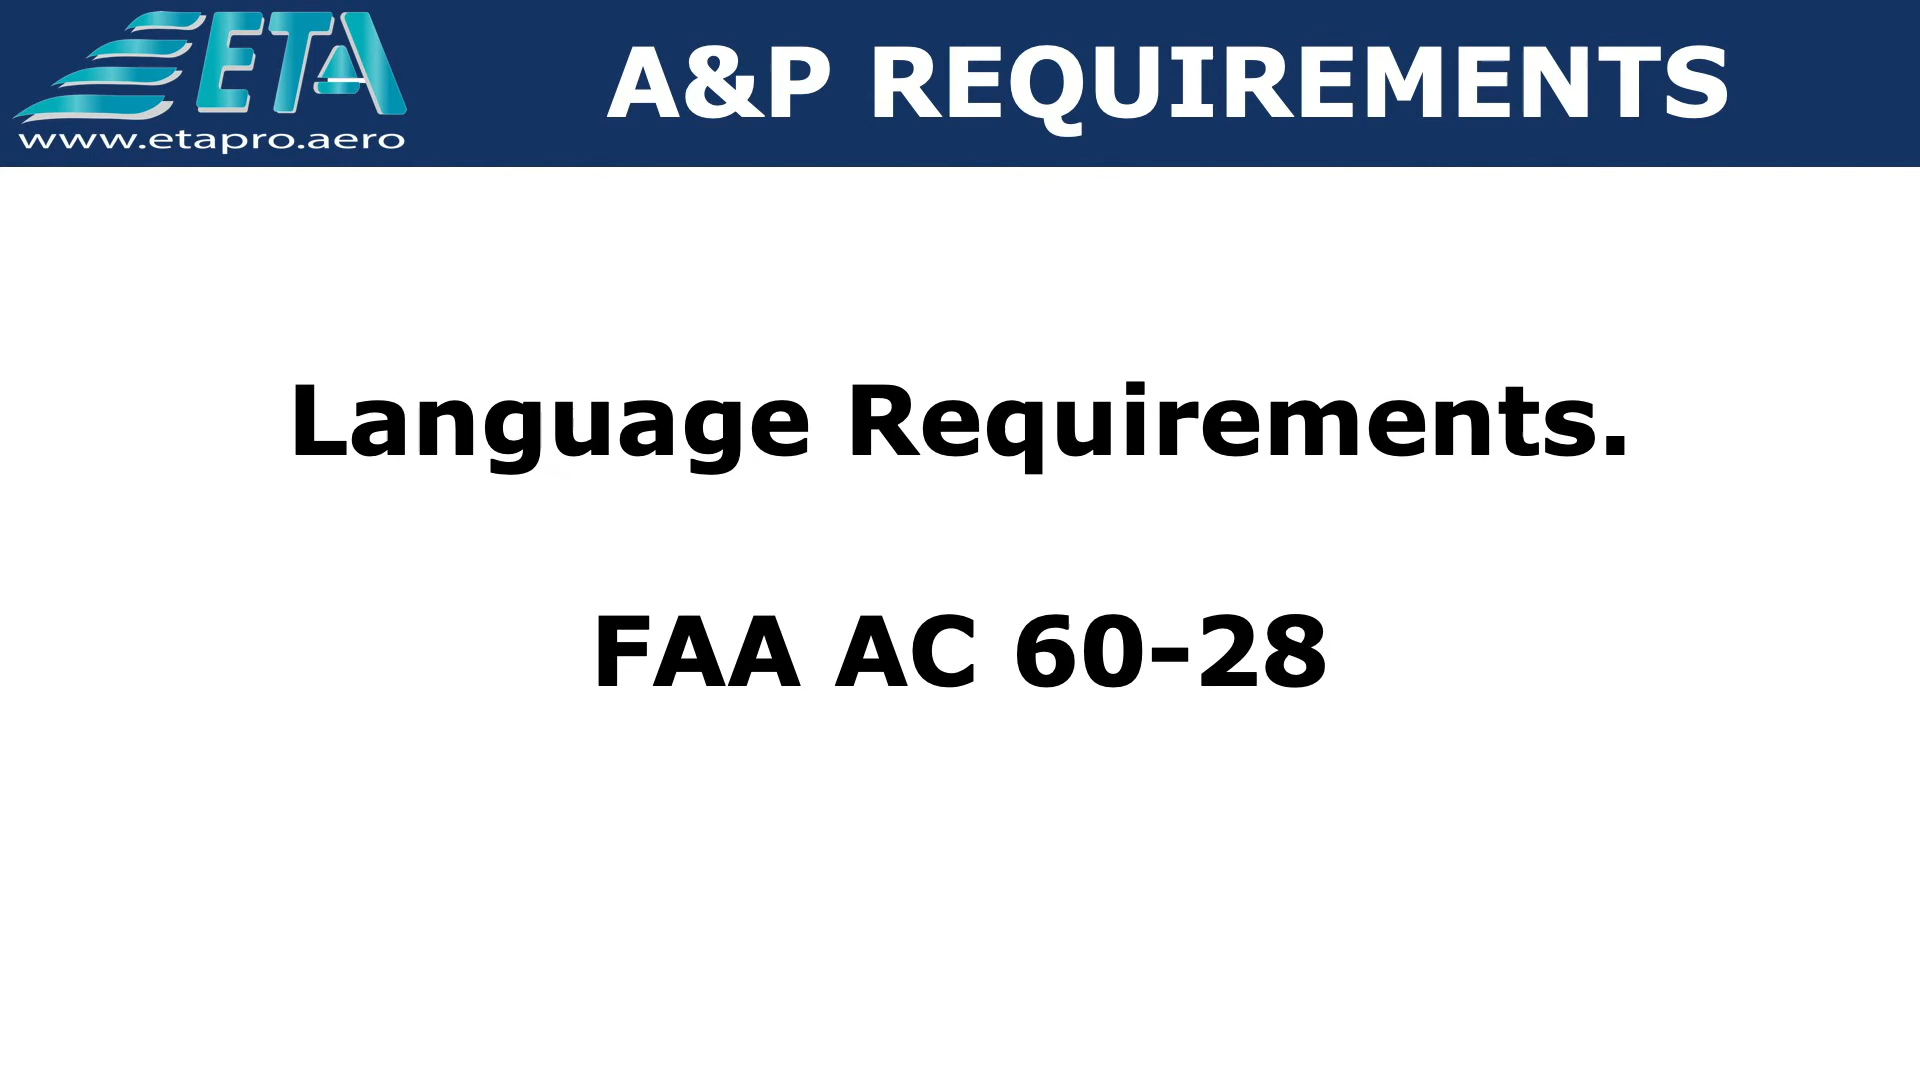 ETA
www.etapro.aero
A&P REQUIREMENTS
Language Requirements.
FAA AC 60-28